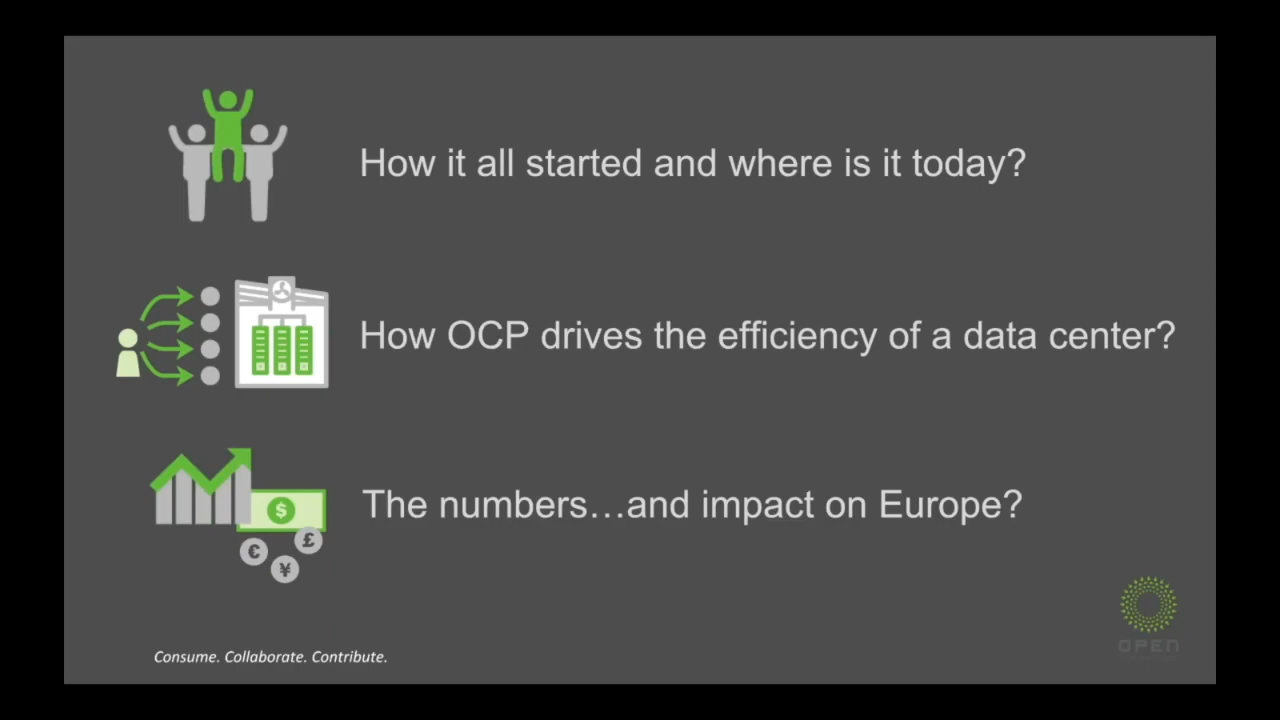 How it all started and where is it today?
How OCP drives the efficiency of a data center?
$
The numbers…and impact on Europe?
€ £
¥
OPEN
Consume. Collaborate. Contribute.